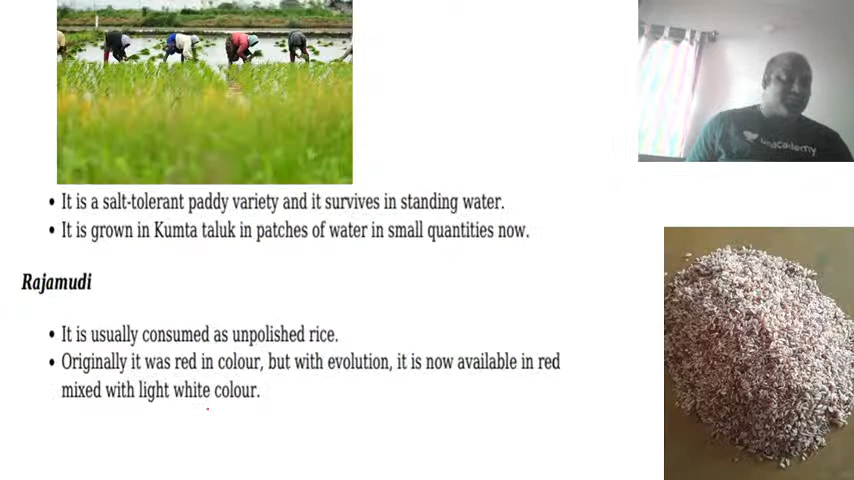 • It is a salt-tolerant paddy variety and it survives in standing water.
• It is grown in Kumta taluk in patches of water in small quantities now.
Rajamudi
• It is usually consumed as unpolished rice.
• Originally it was red in colour, but with evolution, it is now available in red
mixed with light white colour.
unacademy